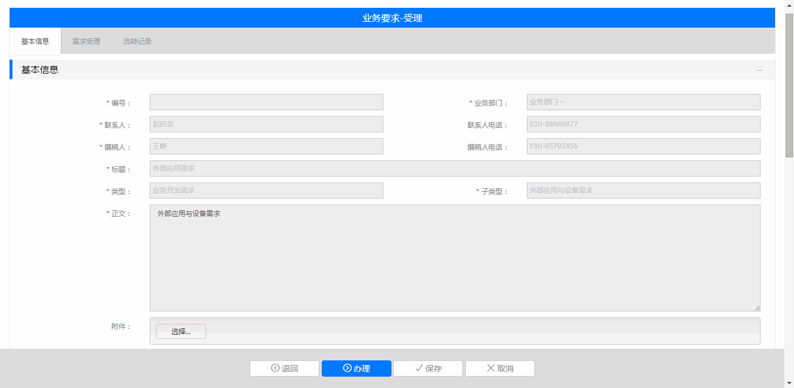 业务要求-受理
基本信息 需求受理 流转记录
基本信息
* 编号：
* 业务部门： 业务部门一
* 联系人： 赵启友
联系人电话： 010-88669977
* 撰稿人： 王静
撰稿人电话： 010-65792456
* 标题： 外部应用需求
* 类型： 业务开发需求
* 子类型： 外部应用与设备需求
* 正文： 外部应用与设备需求
附件： 选择...
退回 办理 保存 取消